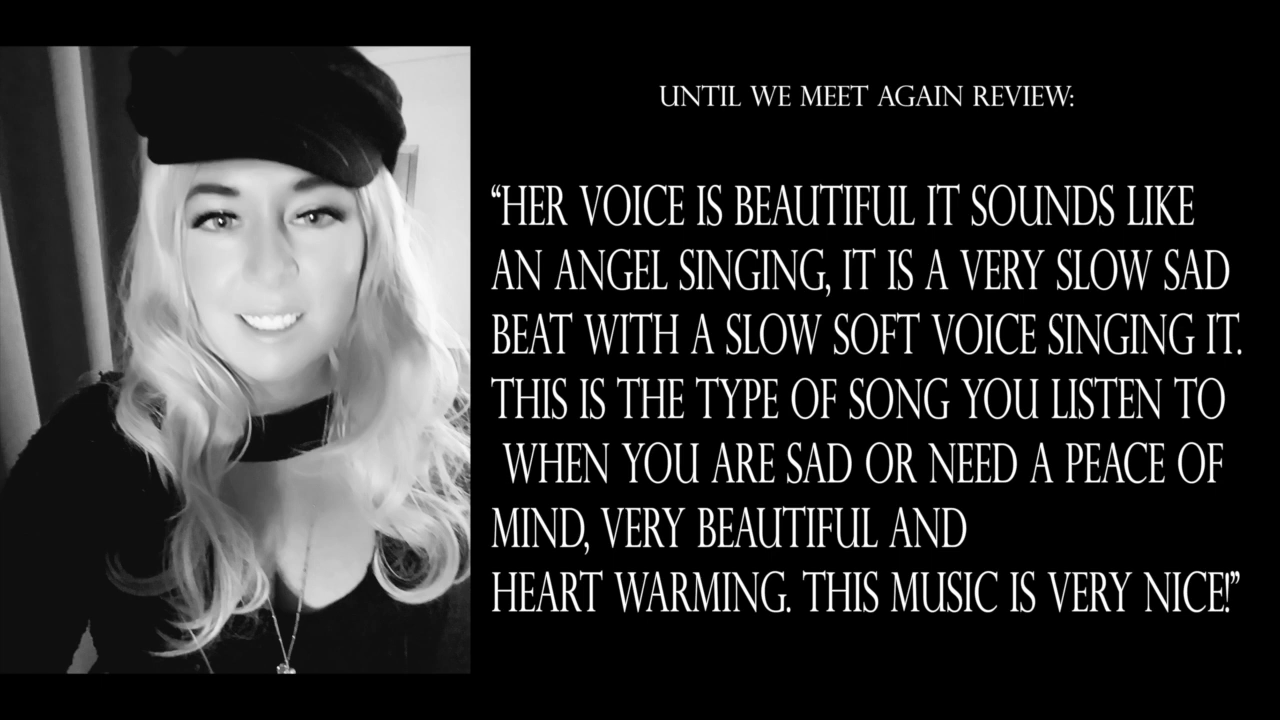 UNTIL WE MEET AGAIN REVIEW:
“HER VOICE IS BEAUTIFUL IT SOUNDS LIKE
AN ANGEL SINGING, IT IS A VERY SLOW SAD
BEAT WITH A SLOW SOFT VOICE SINGING IT.
THIS IS THE TYPE OF SONG YOU LISTEN TO
WHEN YOU ARE SAD OR NEED A PEACE OF
MIND, VERY BEAUTIFUL AND
HEART WARMING. THIS MUSIC IS VERY NICE!”